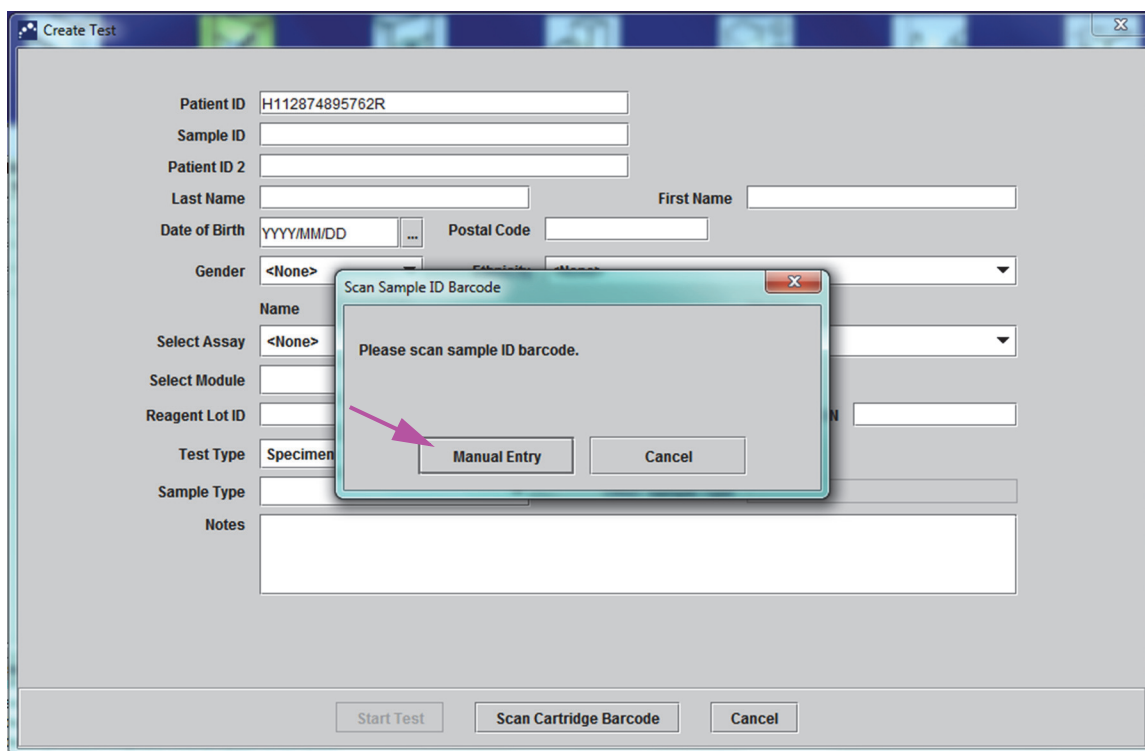 Create Test
Patient ID H112874895762R
Sample ID
Patient ID 2
Last Name First Name
Date of Birth YYYY/MM/DD ... Postal Code
Gender <None> Ethnicity <None>
Name
Select Assay <None>
Select Module
Reagent Lot ID
Test Type Specimen
Sample Type
Notes
Scan Sample ID Barcode
Please scan sample ID barcode.
Manual Entry Cancel
Start Test Scan Cartridge Barcode Cancel